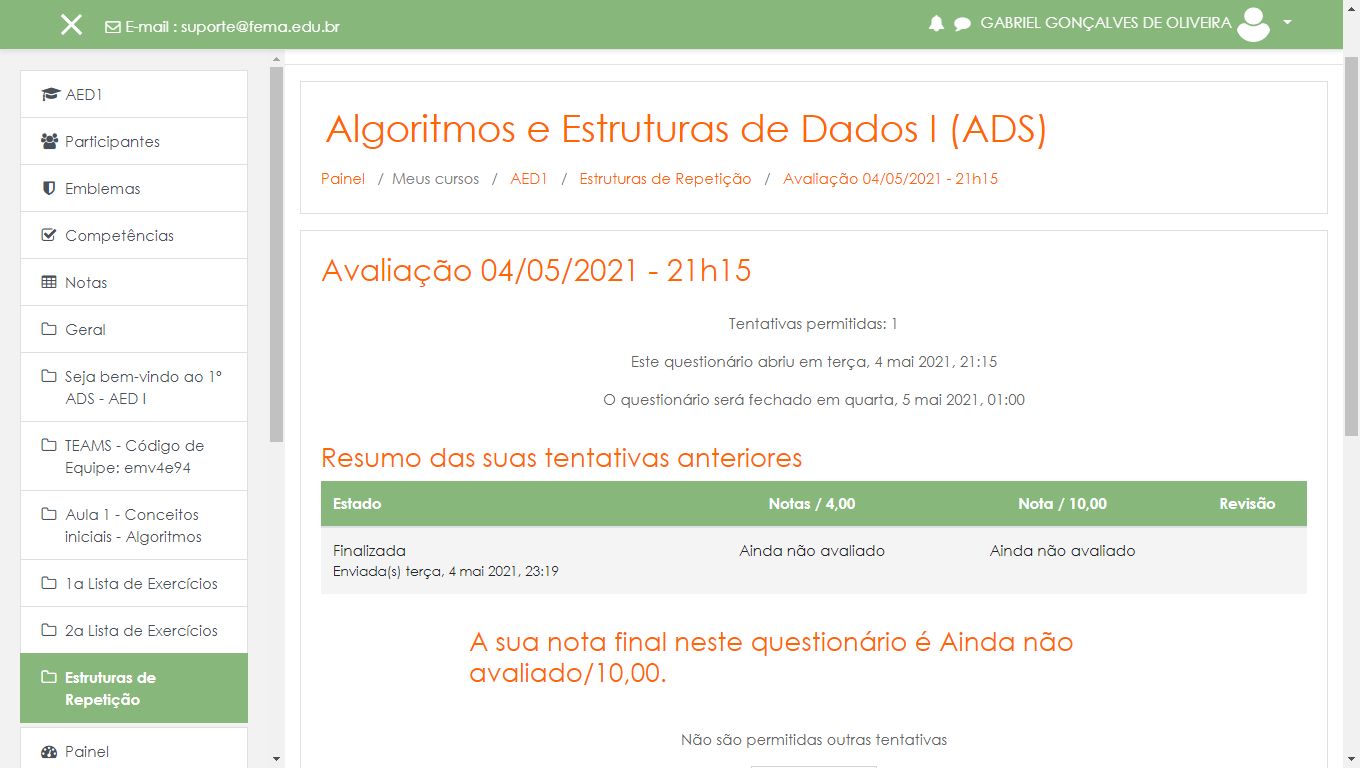 E-mail : suporte@fema.edu.br
GABRIEL GONÇALVES DE OLIVEIRA
AED1
Participantes
Emblemas
Competências
Notas
Geral
Seja bem-vindo ao 1º
ADS - AED I
TEAMS - Código de
Equipe: emv4e94
Aula 1 - Conceitos
iniciais - Algoritmos
1a Lista de Exercícios
2a Lista de Exercícios
Estruturas de
Repetição
Painel
Algoritmos e Estruturas de Dados I (ADS)
Painel / Meus cursos / AED1 / Estruturas de Repetição / Avaliação 04/05/2021 - 21h15
Avaliação 04/05/2021 - 21h15
Tentativas permitidas: 1
Este questionário abriu em terça, 4 mai 2021, 21:15
O questionário será fechado em quarta, 5 mai 2021, 01:00
Resumo das suas tentativas anteriores
Estado Notas / 4,00 Nota / 10,00 Revisão
Finalizada Ainda não avaliado Ainda não avaliado
Enviada(s) terça, 4 mai 2021, 23:19
A sua nota final neste questionário é Ainda não
avaliado/10,00.
Não são permitidas outras tentativas